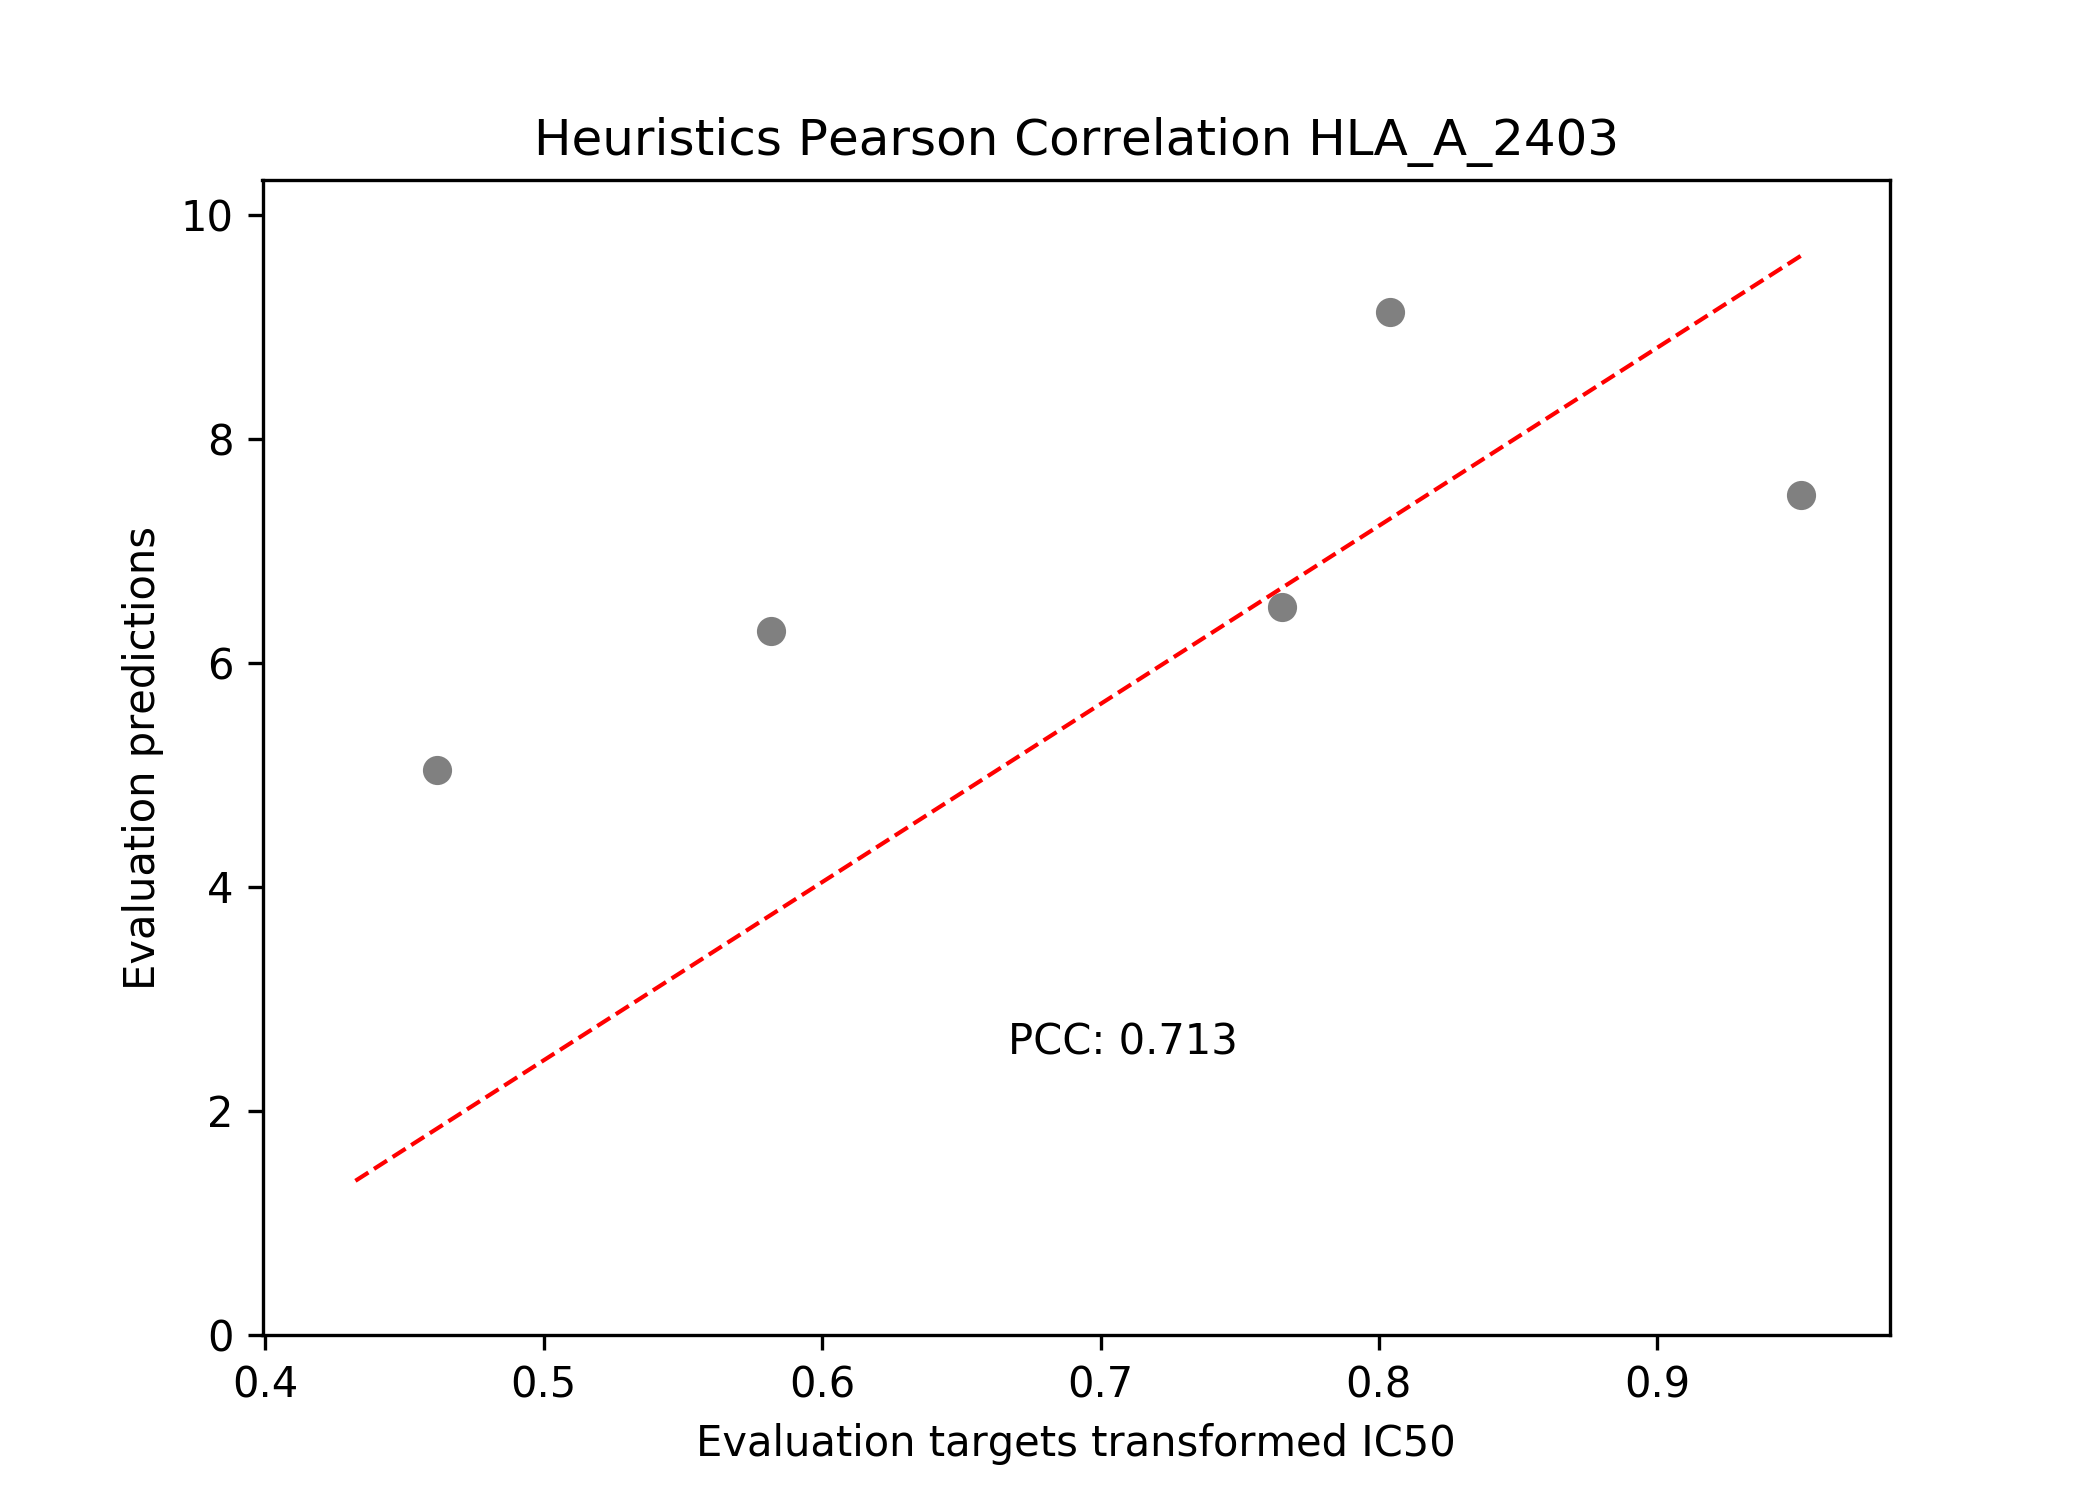 Heuristics Pearson Correlation HLA_A_2403
10
8
6
4
2
0
Evaluation predictions
PCC: 0.713
0.4 0.5 0.6 0.7 0.8 0.9
Evaluation targets transformed IC50